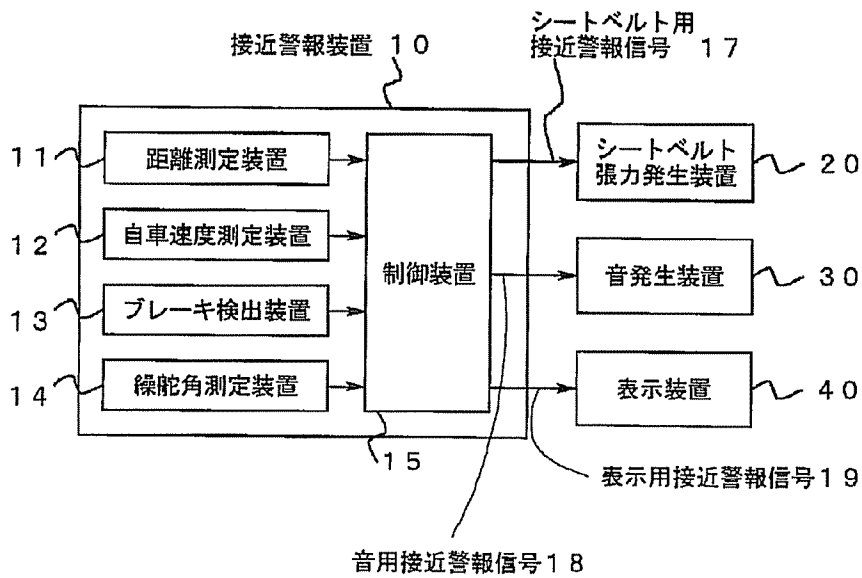 シートベルト用
接近警報装置10
接近警報信号 17
11
距離測定装置
シートベルト
張力発生装置
20
12
自車速度測定装置
制御装置
音発生装置
30
13
ブレーキ検出装置
14
繰舵角測定装置
表示装置
40
15
表示用接近警報信号19
音用接近警報信号18